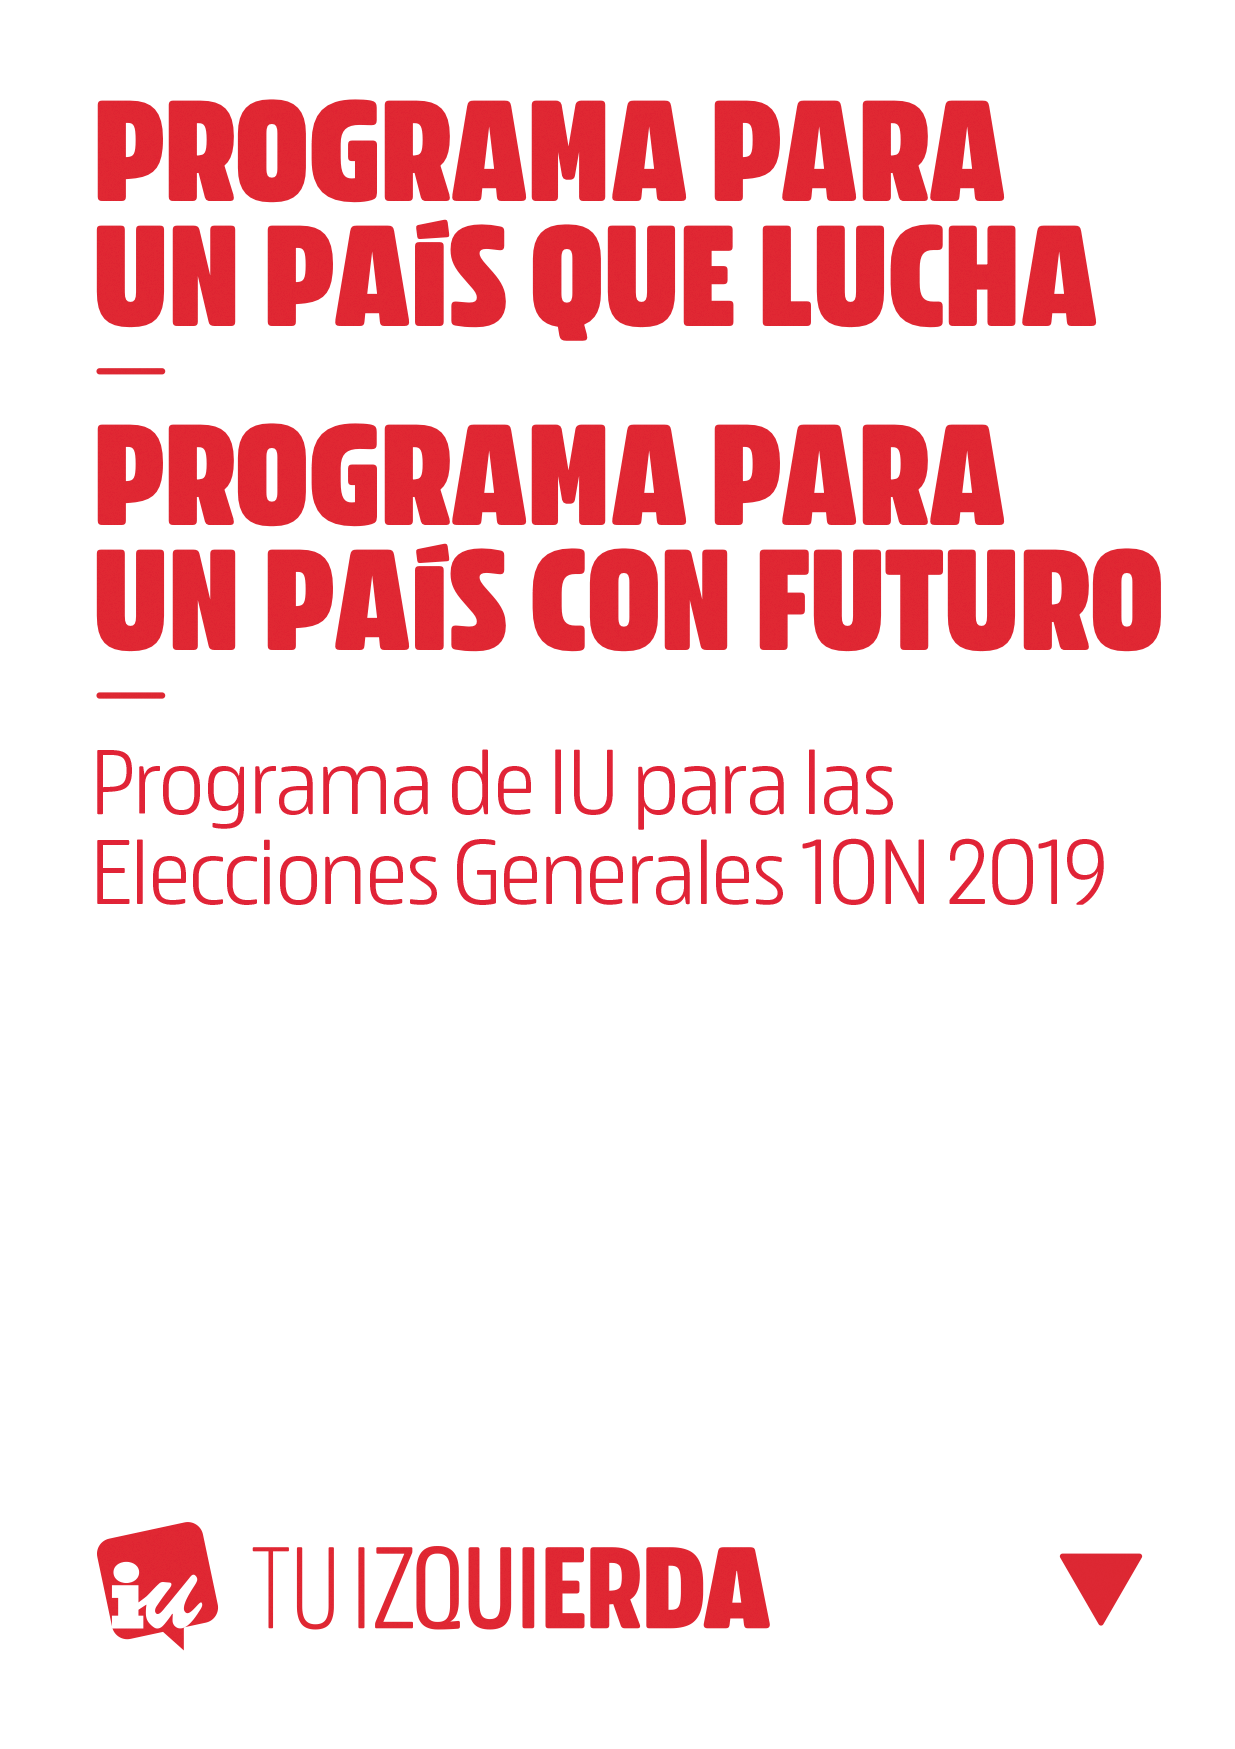 PROGRAMA PARA
UN PAÍS QUE LUCHA
PROGRAMA PARA
UN PAÍS CON FUTURO
Programa de IU para las
Elecciones Generales 10N 2019
iu TU IZQUIERDA